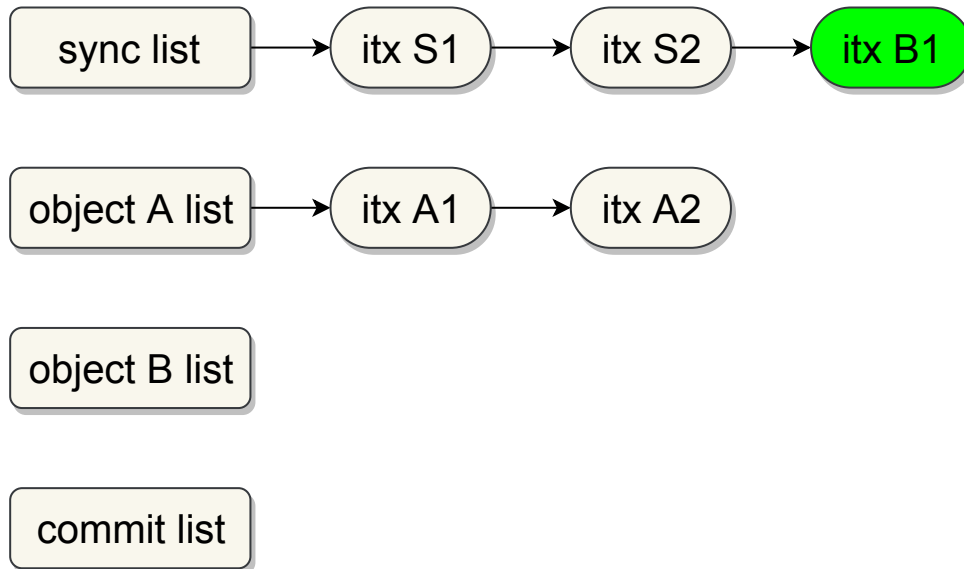 sync list
itx S1
itx S2
itx B1
object A list
itx A1
itx A2
object B list
commit list